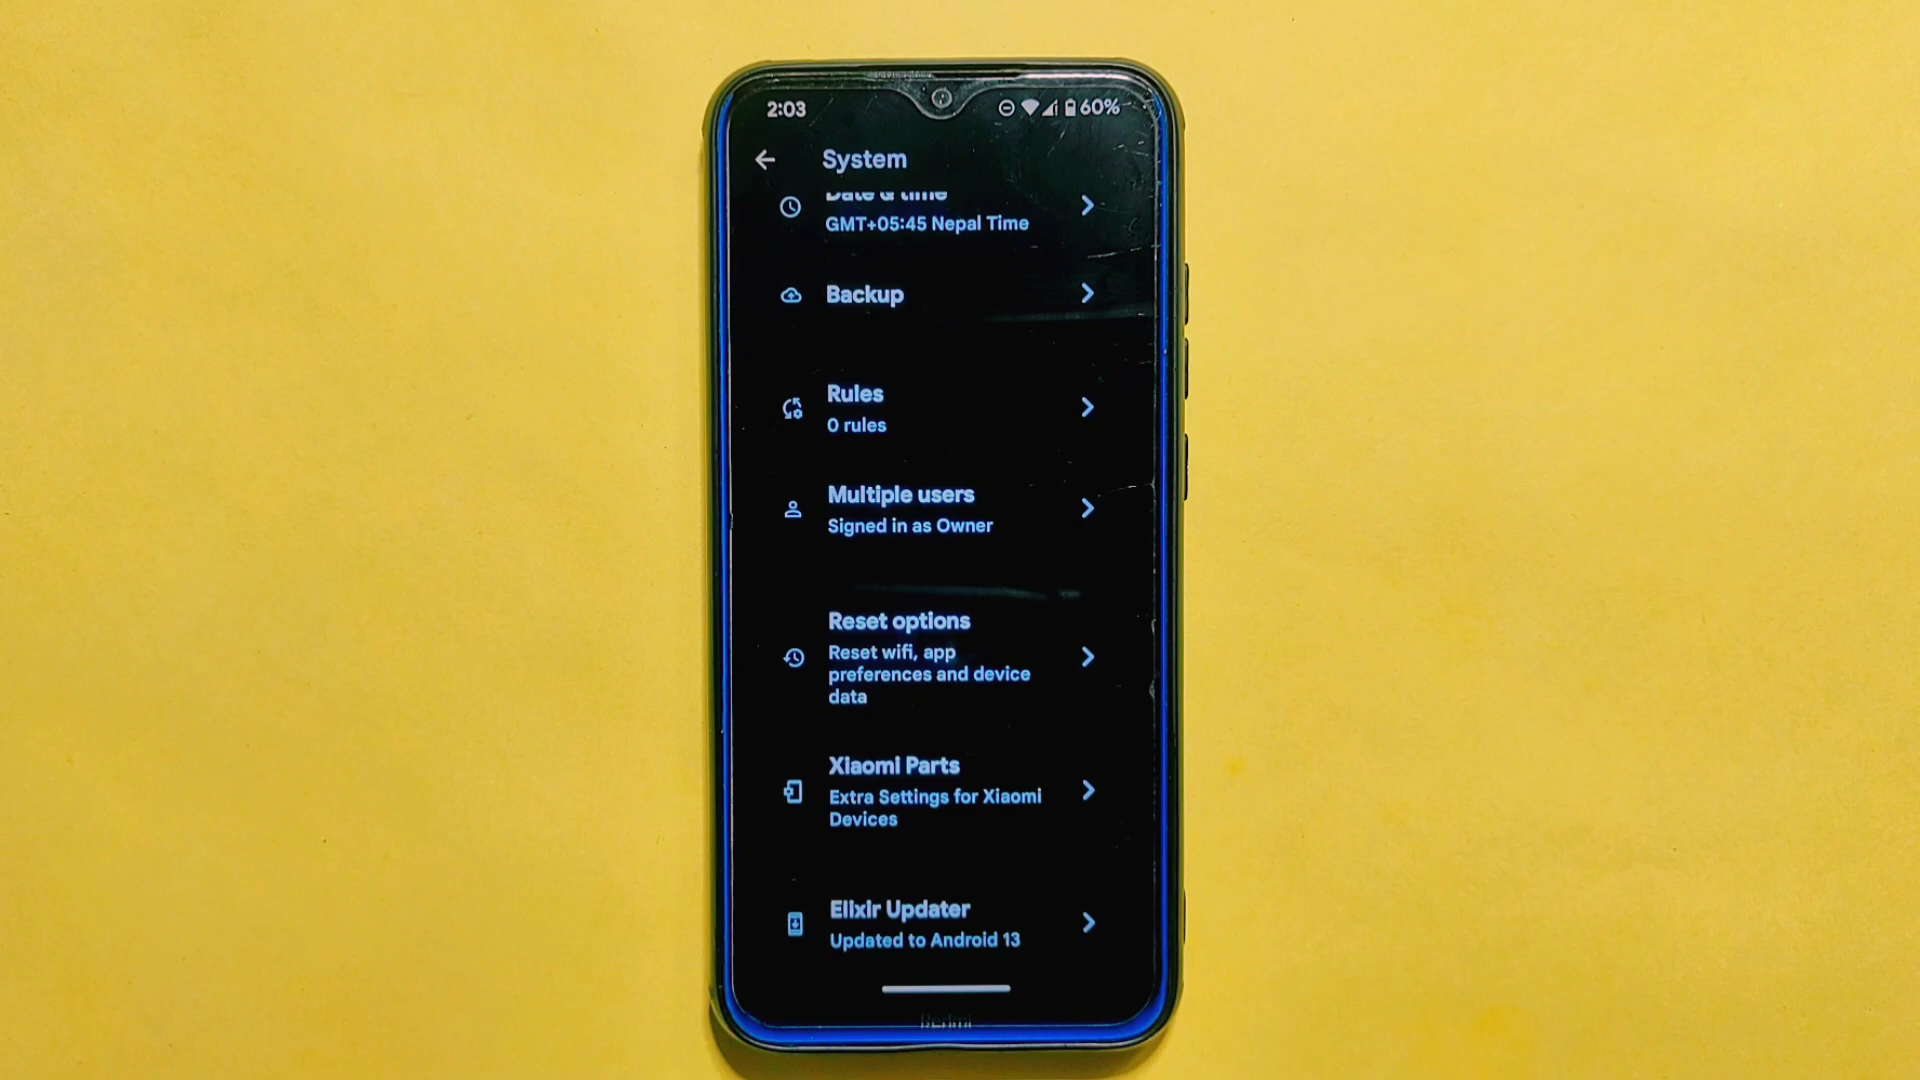 2:03
60%
System
Date & time
GMT+05:45 Nepal Time
Backup
Rules
0 rules
Multiple users
Signed in as Owner
Reset options
Reset wifi, app
preferences and device
data
Xiaomi Parts
Extra Settings for Xiaomi
Devices
Elixir Updater
Updated to Android 13
Redmi